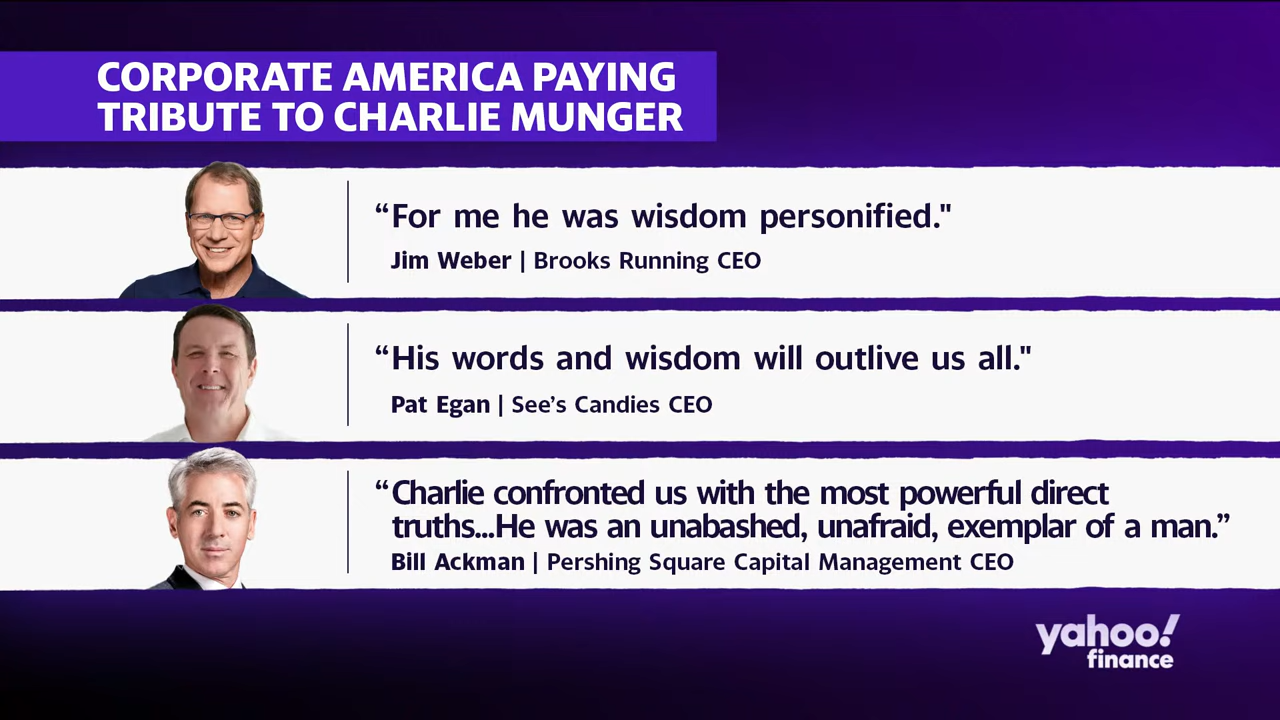 CORPORATE AMERICA PAYING
TRIBUTE TO CHARLIE MUNGER
“For me he was wisdom personified."
Jim Weber | Brooks Running CEO
“His words and wisdom will outlive us all."
Pat Egan | See’s Candies CEO
“Charlie confronted us with the most powerful direct
truths...He was an unabashed, unafraid, exemplar of a man.”
Bill Ackman | Pershing Square Capital Management CEO
yahoo!
finance